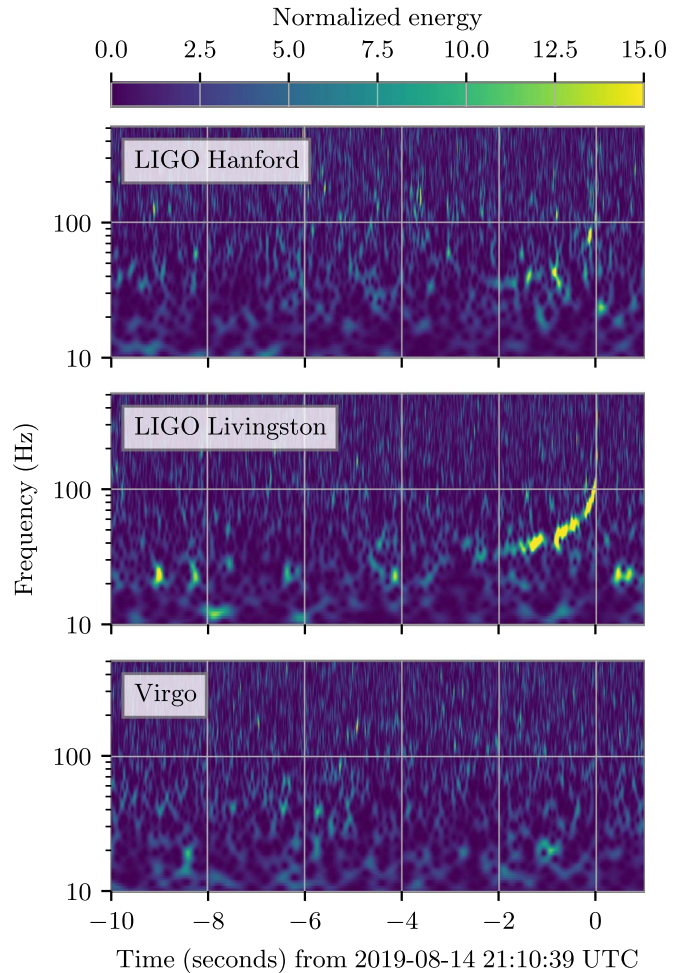 Normalized energy
0.0 2.5 5.0 7.5 10.0 12.5 15.0
LIGO Hanford
100
10
LIGO Livingston
100
10
Frequency (Hz)
Virgo
100
10
−10 −8 −6 −4 −2 0
Time (seconds) from 2019-08-14 21:10:39 UTC